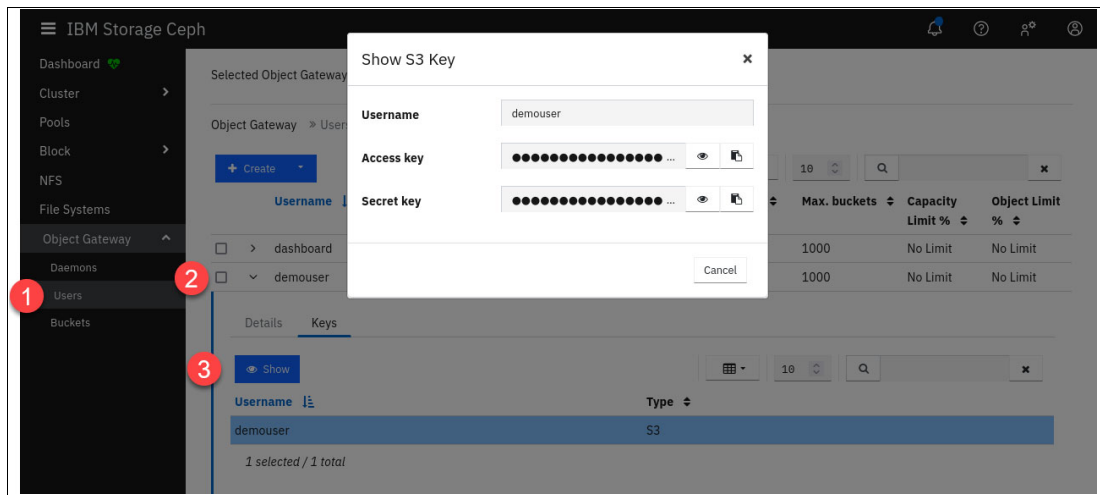 IBM Storage Ceph
Dashboard
Cluster
Pools
Block
NFS
File Systems
Object Gateway
Daemons
1
Users
Buckets
Selected Object Gateway
Object Gateway » User
+ Create
10
Username
Max. buckets
Capacity Limit %
Object Limit %
dashboard
1000
No Limit
No Limit
2
demouser
1000
No Limit
No Limit
Show S3 Key
Username
demouser
Access key
●●●●●●●●●●●●●●●● ...
Secret key
●●●●●●●●●●●●●●●● ...
Cancel
Details
Keys
3
Show
10
Username
Type
demouser
S3
1 selected / 1 total